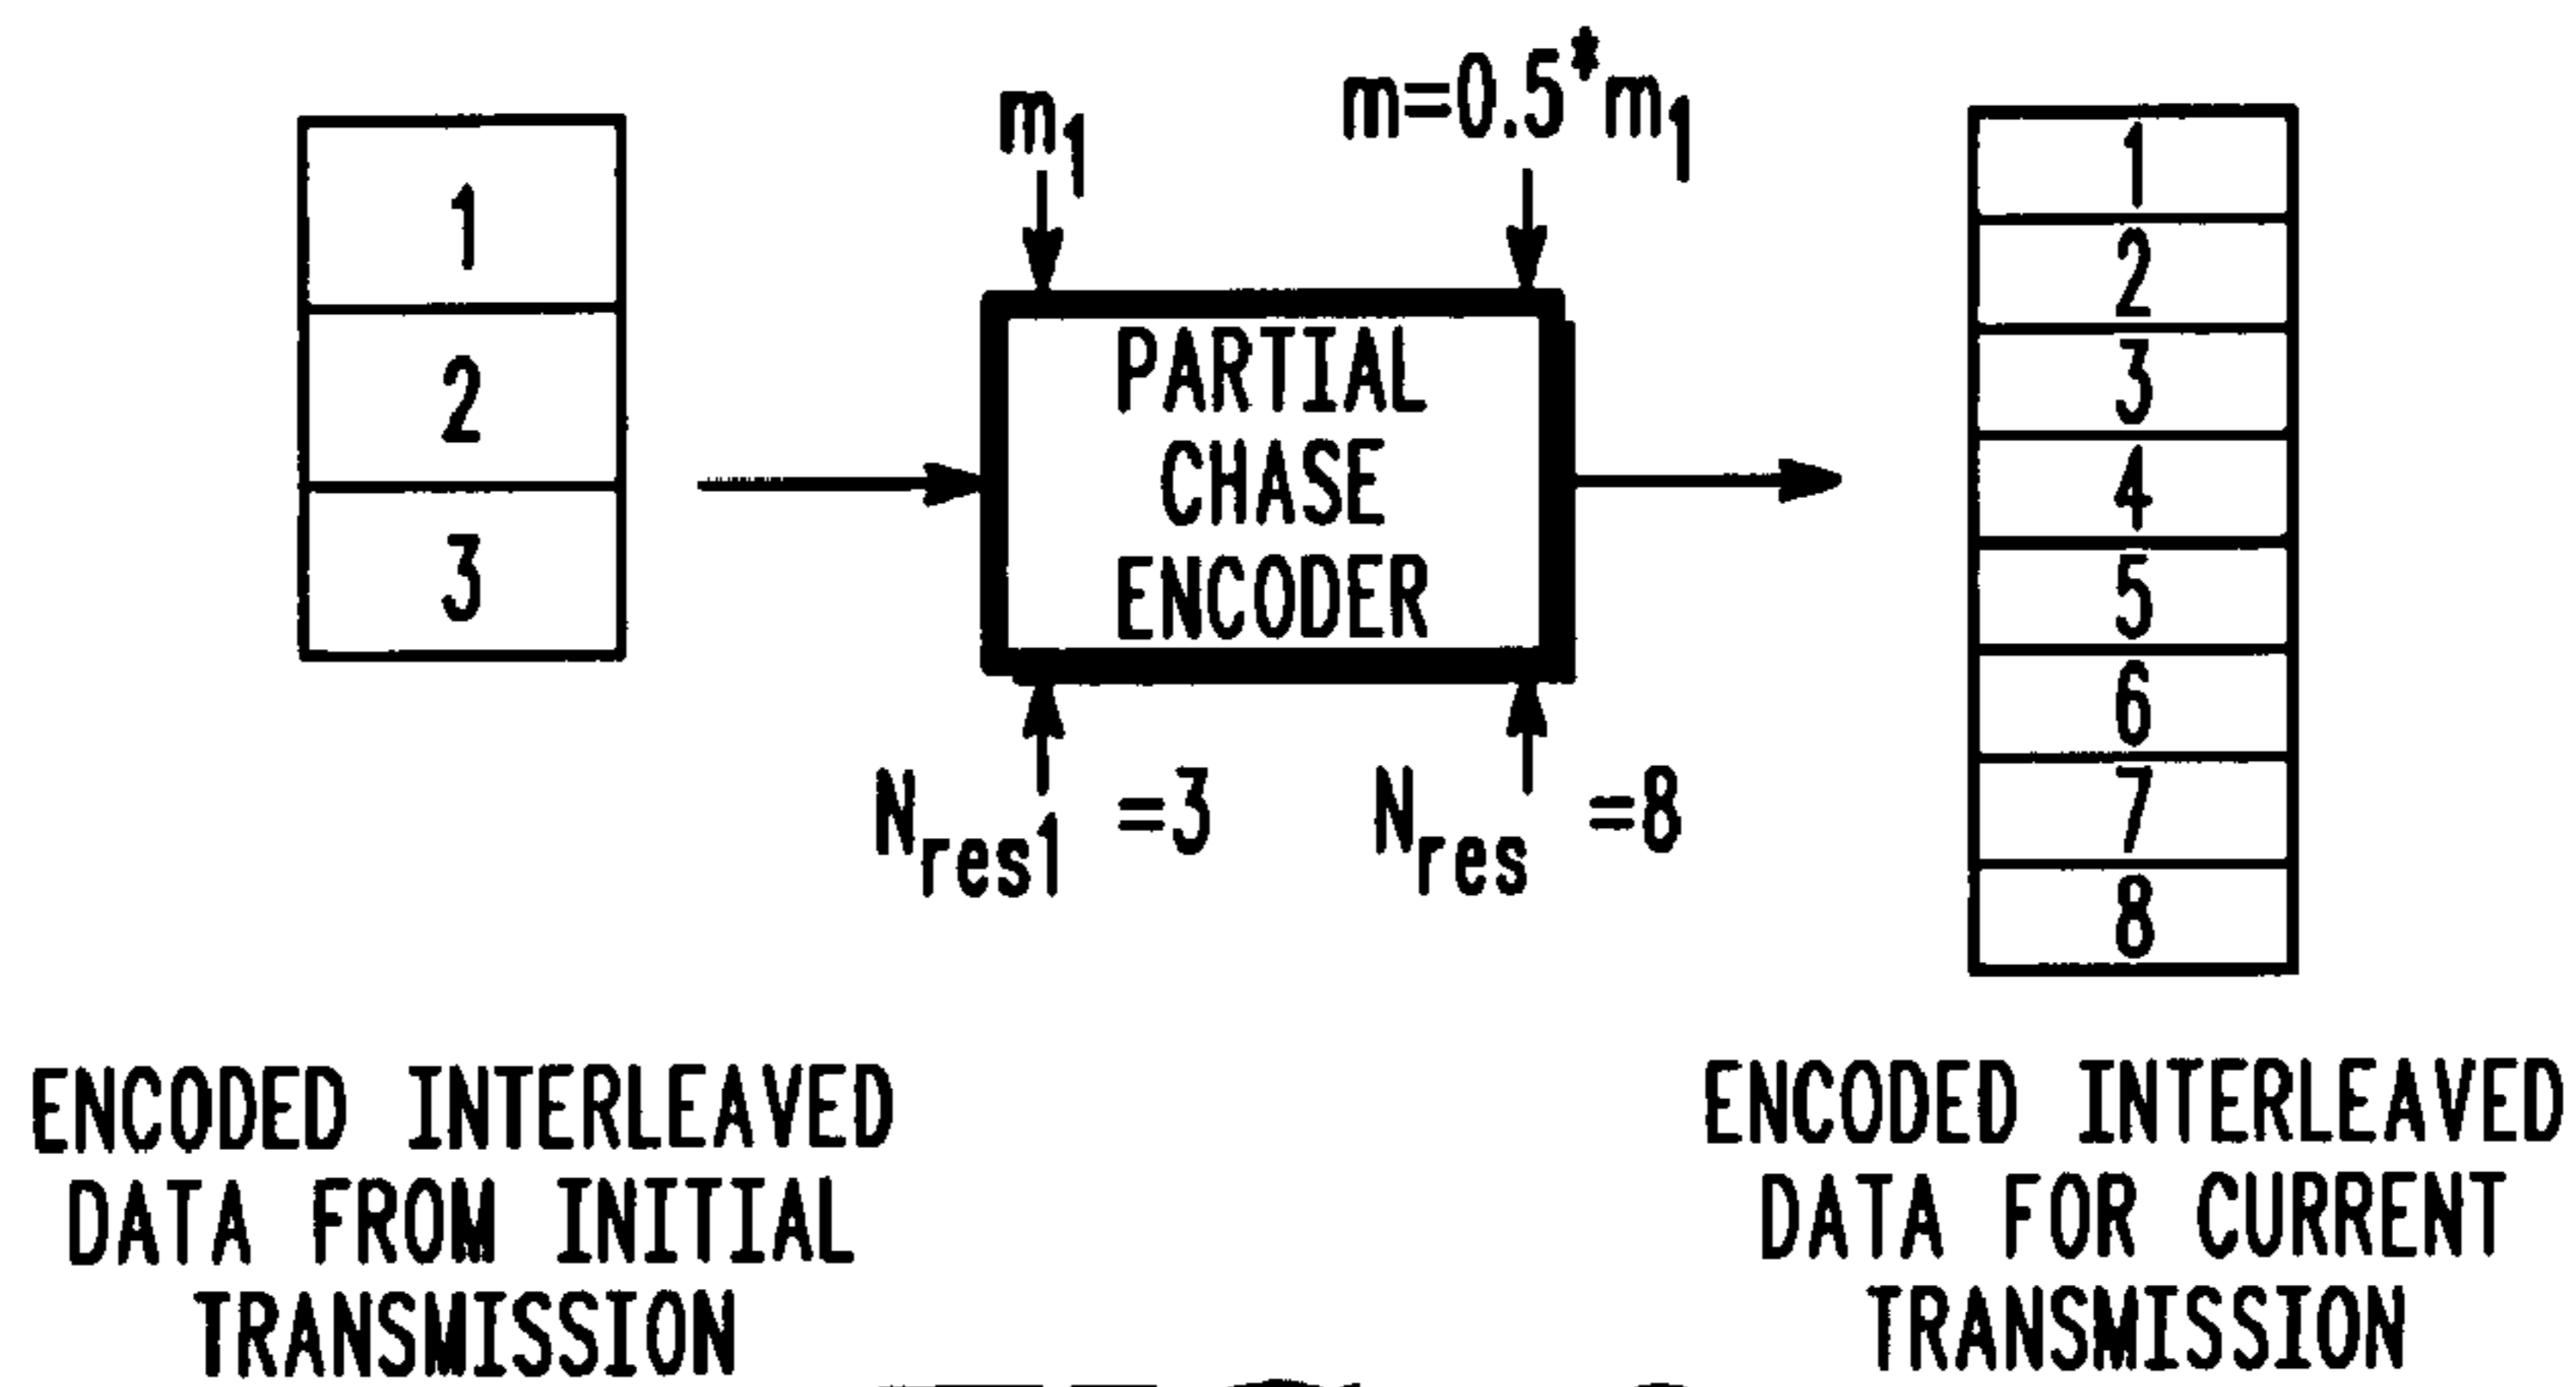 1
2
3
m₁
m=0.5*m₁
PARTIAL
CHASE
ENCODER
Nres1 =3
Nres =8
1
2
3
4
5
6
7
8
ENCODED INTERLEAVED
DATA FROM INITIAL
TRANSMISSION
ENCODED INTERLEAVED
DATA FOR CURRENT
TRANSMISSION